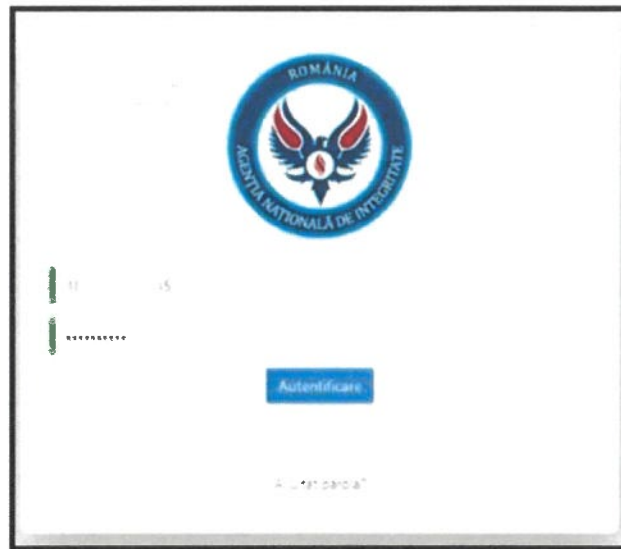 ROMÂNIA
AGENȚIA NAȚIONALĂ DE INTEGRITATE
••••••••••
Autentificare